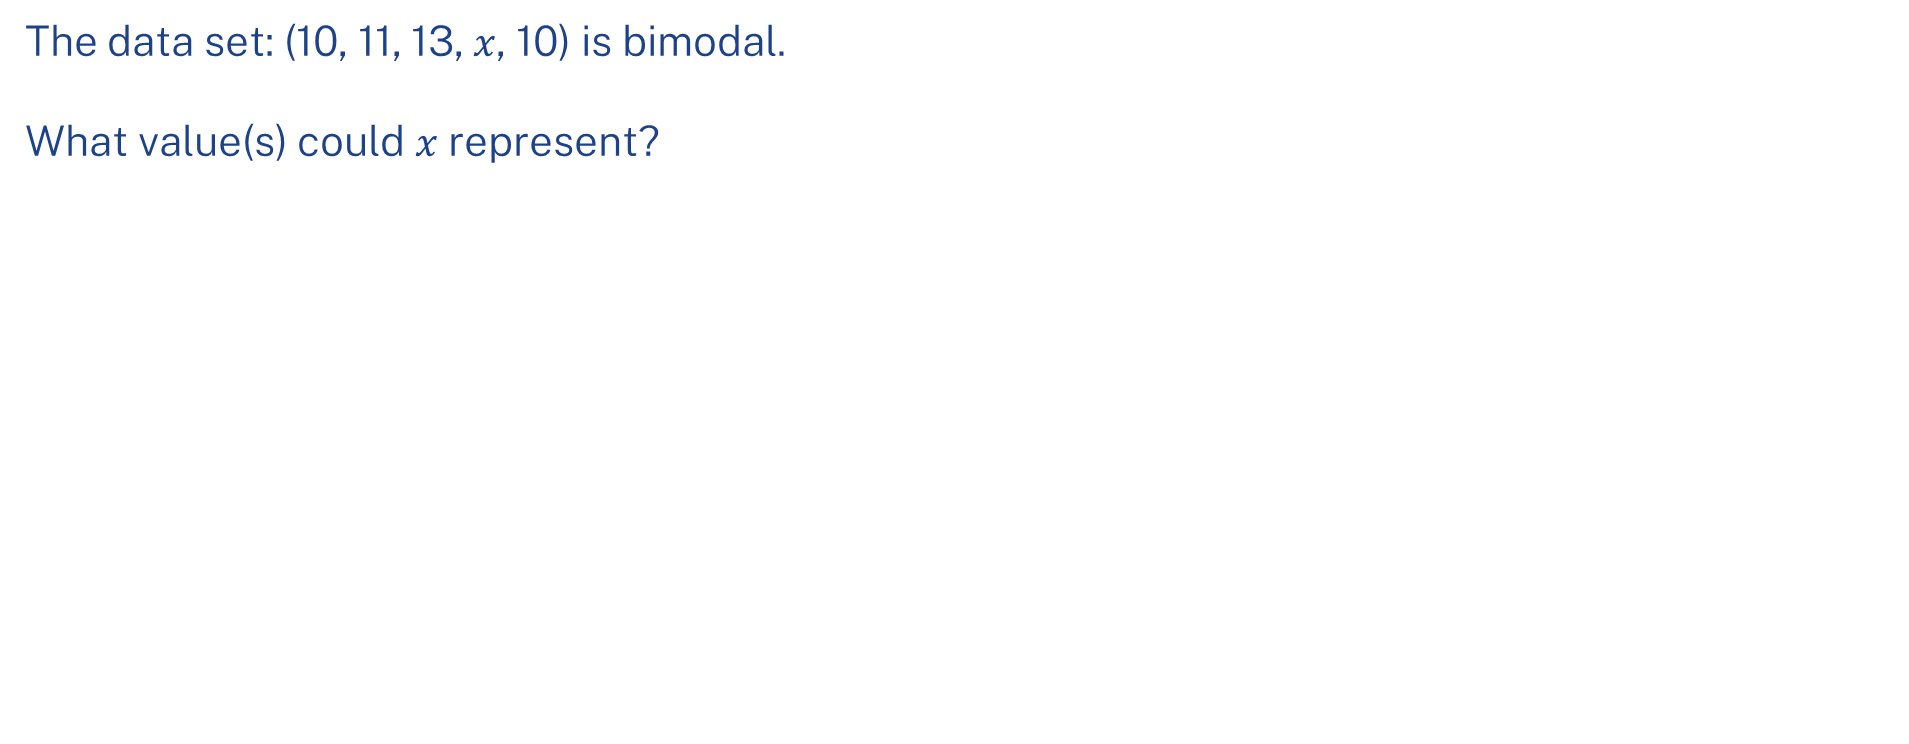 The data set: (10, 11, 13, x, 10) is bimodal.
What value(s) could x represent?